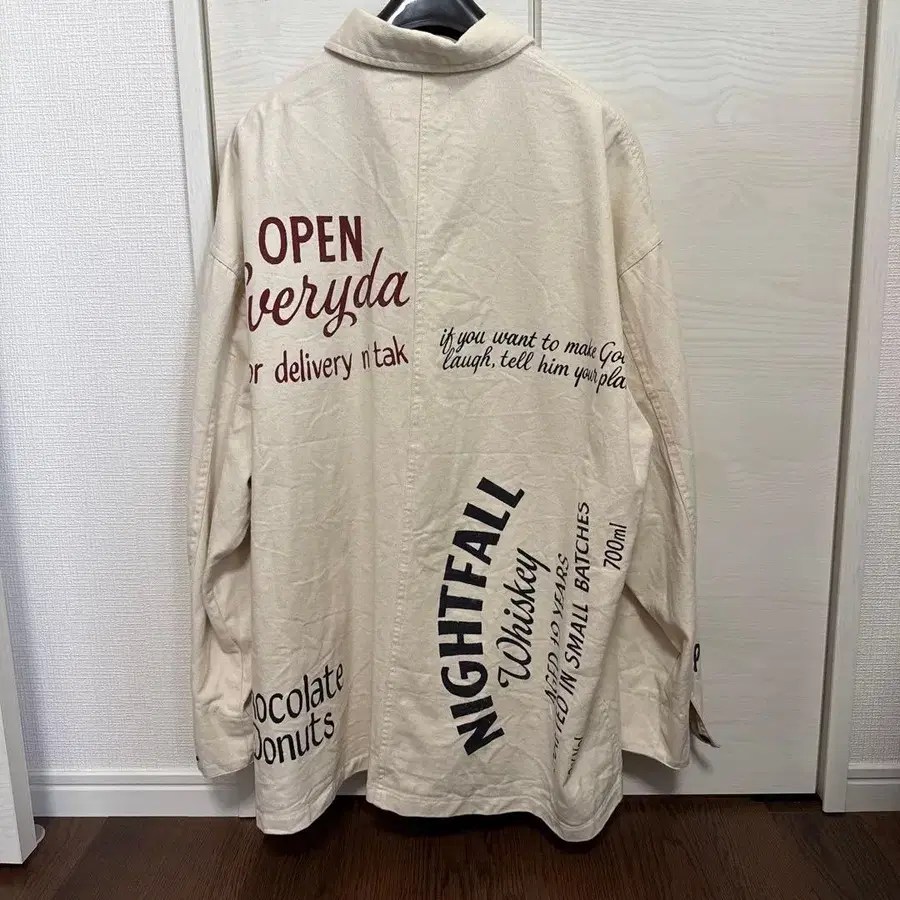 OPEN
Everyda
or delivery n tak
if you want to make Go
laugh, tell him your pla
NIGHTFALL
Whiskey
AGED 10 YEARS
IN SMALL BATCHES
700ml
ocolate
Donuts